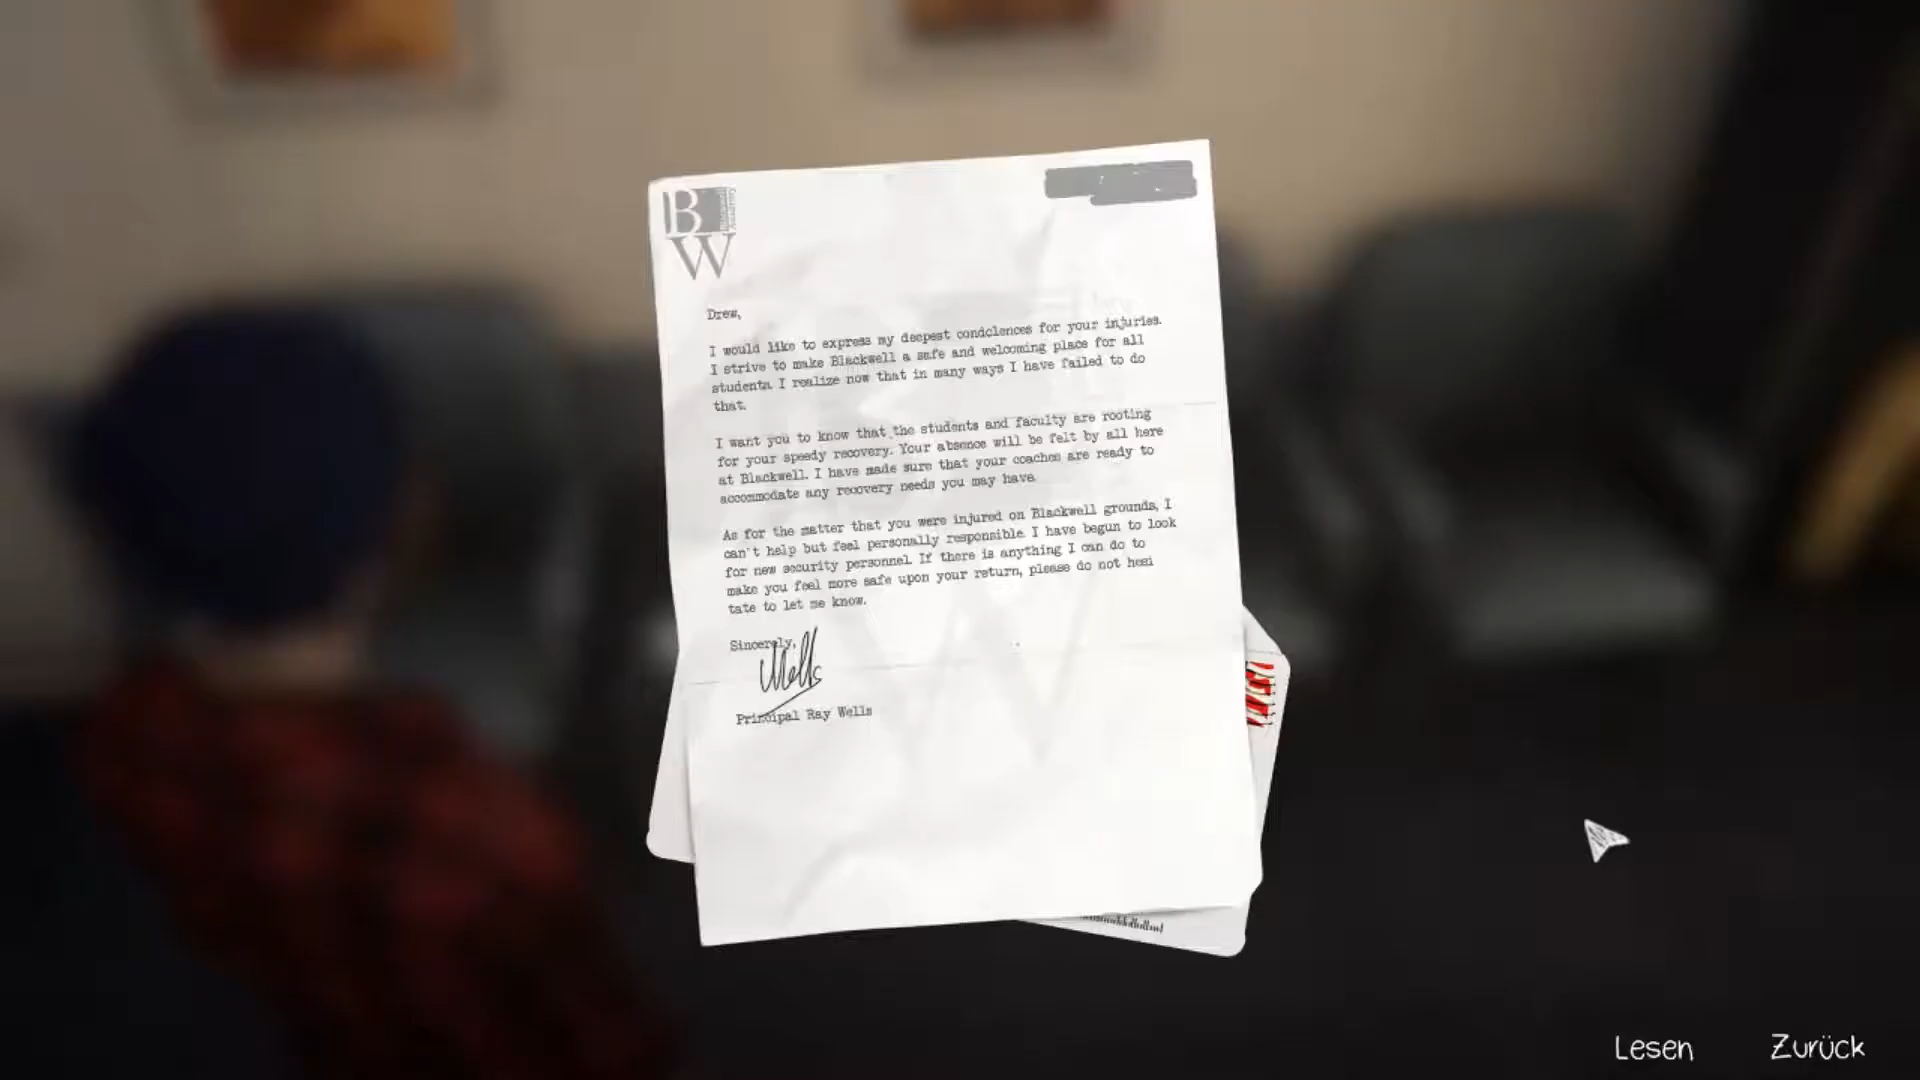 BW
Blackwell Academy
Drew,
I would like to express my deepest condolences for your injuries.
I strive to make Blackwell a safe and welcoming place for all
students. I realize now that in many ways I have failed to do
that.
I want you to know that the students and faculty are rooting
for your speedy recovery. Your absence will be felt by all here
at Blackwell. I have made sure that your coaches are ready to
accommodate any recovery needs you may have.
As for the matter that you were injured on Blackwell grounds, I
can't help but feel personally responsible. I have begun to look
for new security personnel. If there is anything I can do to
make you feel more safe upon your return, please do not hesi
tate to let me know.
Sincerely,
Wells
Principal Ray Wells
Lesen Zurück